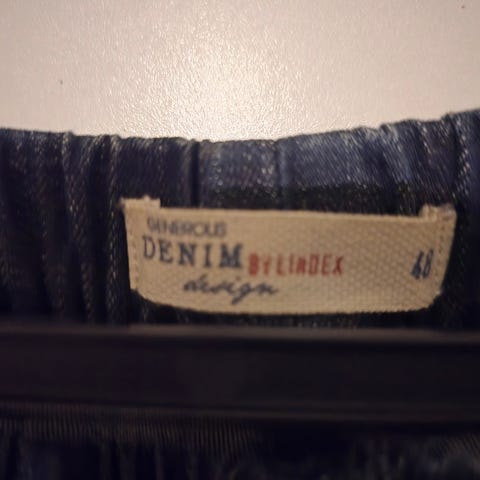 GENEROUS
DENIM BY LINDEX 48
design